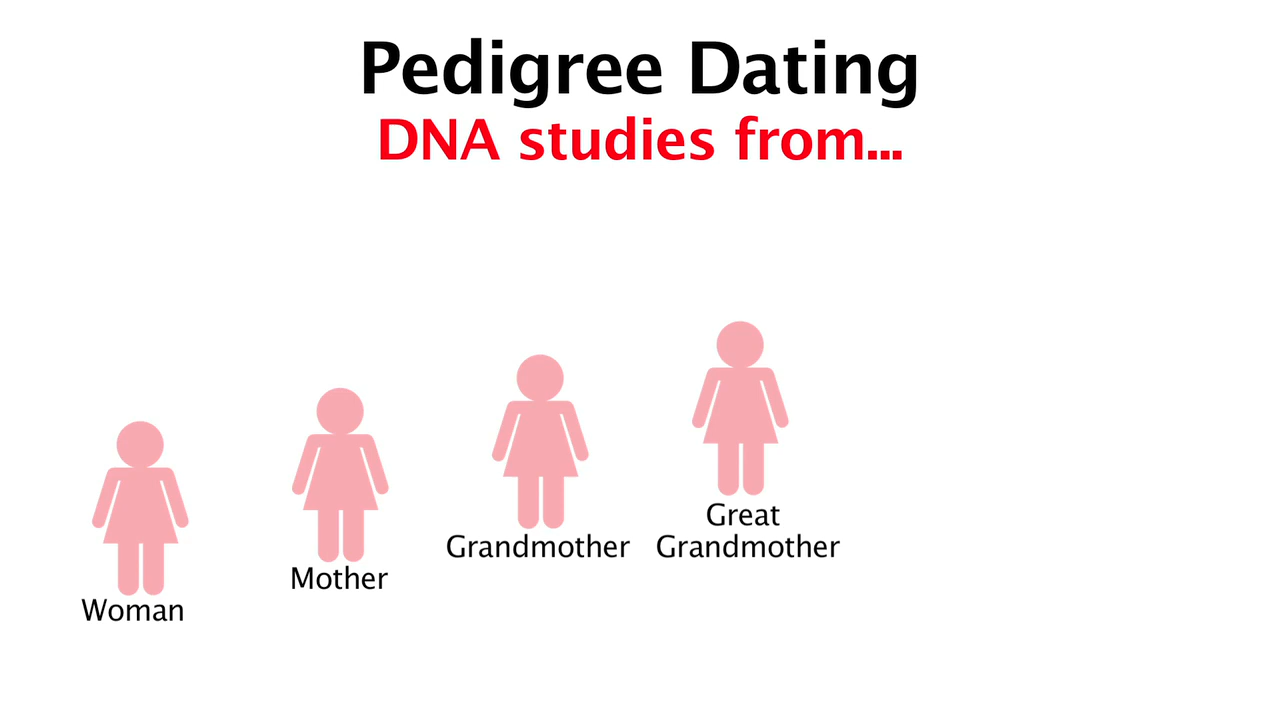 Pedigree Dating
DNA studies from...
Woman
Mother
Grandmother
Great
Grandmother